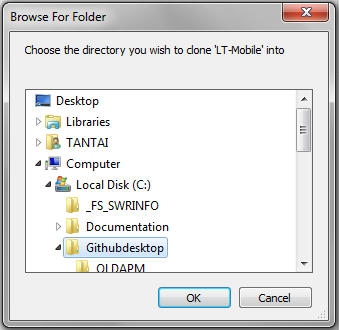 Browse For Folder
Choose the directory you wish to clone 'LT-Mobile' into
Desktop
Libraries
TANTAI
Computer
Local Disk (C:)
_FS_SWRINFO
Documentation
Githubdesktop
OLDAPM
OK
Cancel